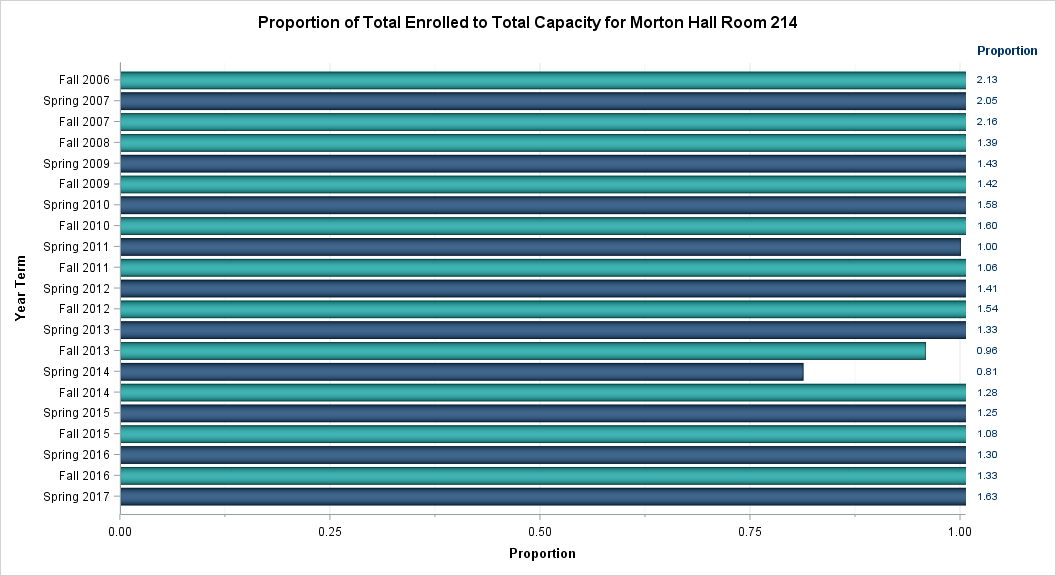 Proportion of Total Enrolled to Total Capacity for Morton Hall Room 214
Proportion
Fall 2006 2.13
Spring 2007 2.05
Fall 2007 2.16
Fall 2008 1.39
Spring 2009 1.43
Fall 2009 1.42
Spring 2010 1.58
Fall 2010 1.60
Spring 2011 1.00
Fall 2011 1.06
Spring 2012 1.41
Fall 2012 1.54
Spring 2013 1.33
Fall 2013 0.96
Spring 2014 0.81
Fall 2014 1.28
Spring 2015 1.25
Fall 2015 1.08
Spring 2016 1.30
Fall 2016 1.33
Spring 2017 1.63
Year Term
0.00 0.25 0.50 0.75 1.00
Proportion